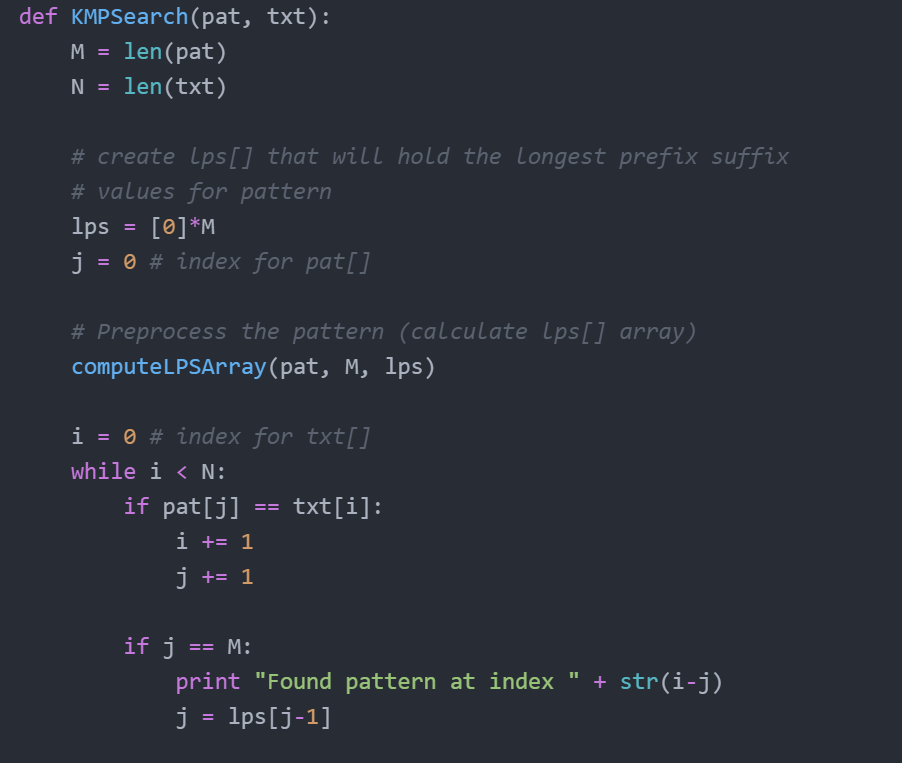 def KMPSearch(pat, txt):
    M = len(pat)
    N = len(txt)

    # create lps[] that will hold the longest prefix suffix
    # values for pattern
    lps = [0]*M
    j = 0 # index for pat[]

    # Preprocess the pattern (calculate lps[] array)
    computeLPSArray(pat, M, lps)

    i = 0 # index for txt[]
    while i < N:
        if pat[j] == txt[i]:
            i += 1
            j += 1

        if j == M:
            print "Found pattern at index " + str(i-j)
            j = lps[j-1]